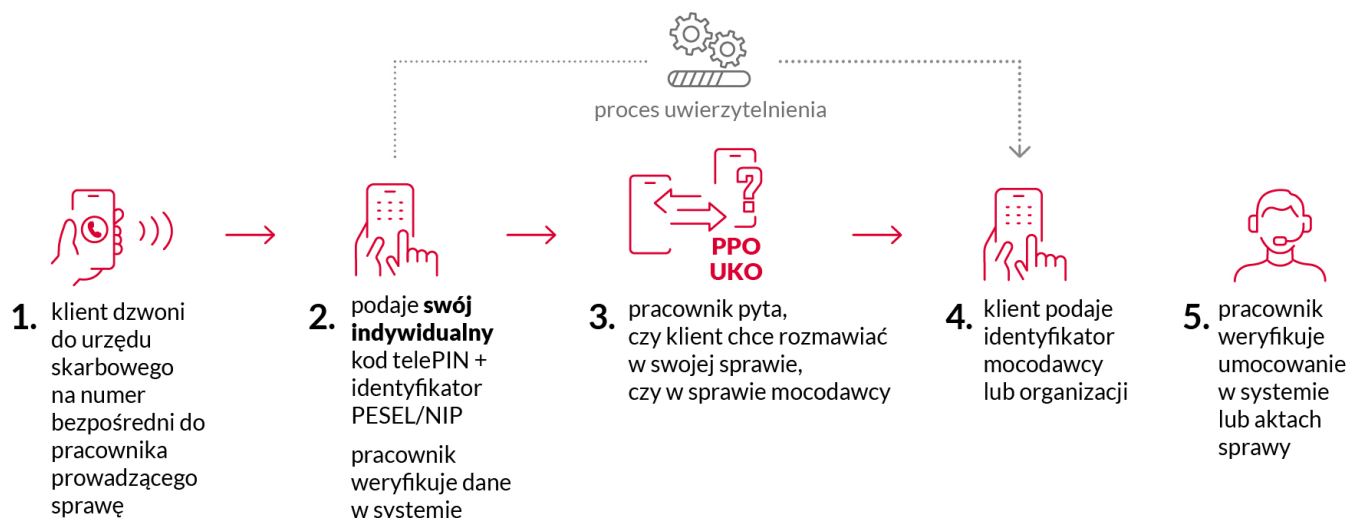 proces uwierzytelnienia
PPO
UKO
1. klient dzwoni
do urzędu
skarbowego
na numer
bezpośredni do
pracownika
prowadzącego
sprawę
2. podaje swój
indywidualny
kod telePIN +
identyfikator
PESEL/NIP
pracownik
weryfikuje dane
w systemie
3. pracownik pyta,
czy klient chce rozmawiać
w swojej sprawie,
czy w sprawie mocodawcy
4. klient podaje
identyfikator
mocodawcy
lub organizacji
5. pracownik
weryfikuje
umocowanie
w systemie
lub aktach
sprawy